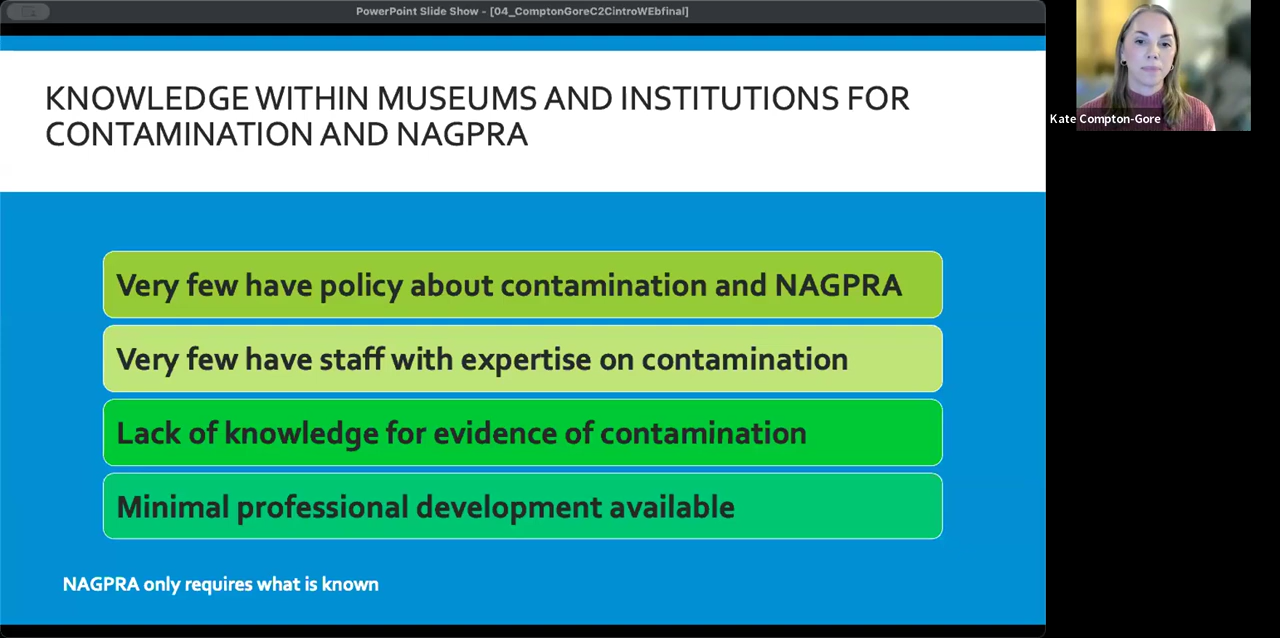 PowerPoint Slide Show - [04_ComptonGoreC2CintroWEbfinal]
KNOWLEDGE WITHIN MUSEUMS AND INSTITUTIONS FOR
CONTAMINATION AND NAGPRA
Very few have policy about contamination and NAGPRA
Very few have staff with expertise on contamination
Lack of knowledge for evidence of contamination
Minimal professional development available
NAGPRA only requires what is known
Kate Compton-Gore